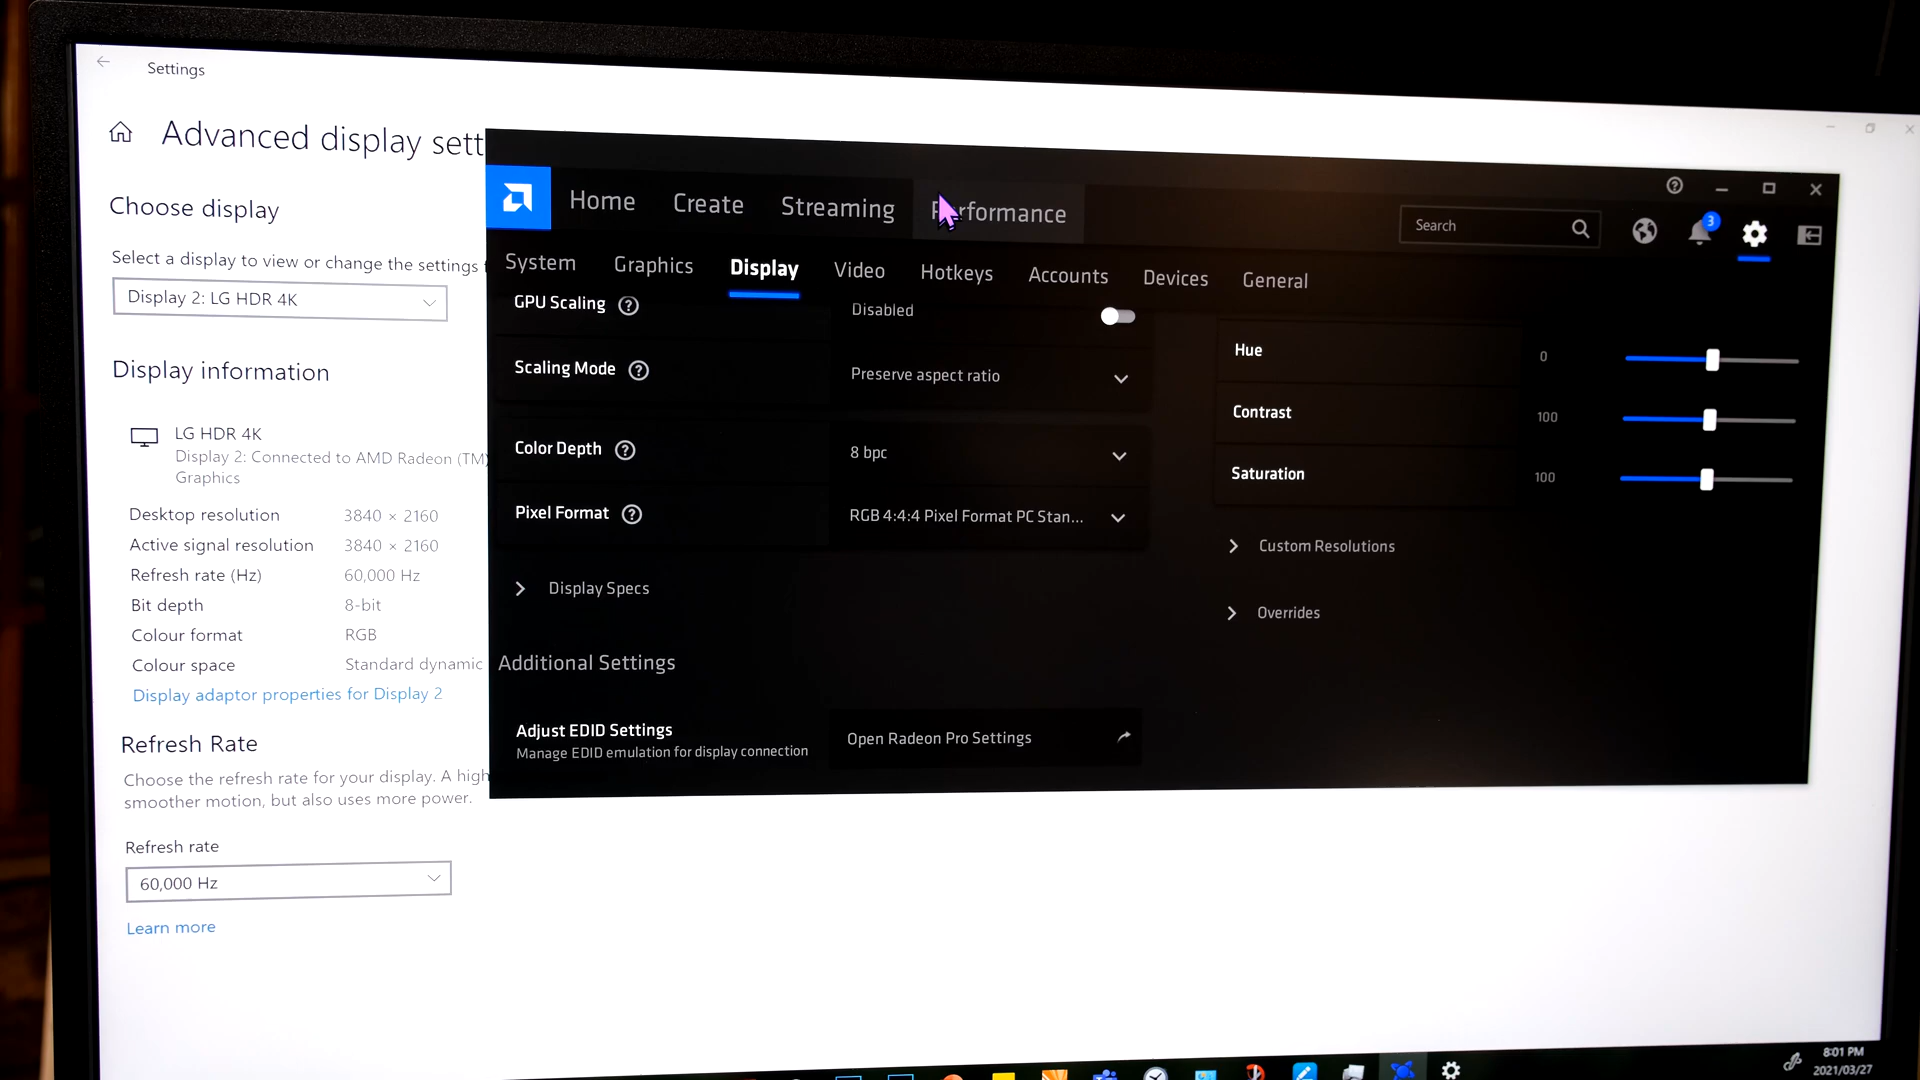 Settings
Advanced display sett
Choose display
Select a display to view or change the settings f
Display 2: LG HDR 4K
Display information
LG HDR 4K
Display 2: Connected to AMD Radeon (TM)
Graphics
Desktop resolution 3840 × 2160
Active signal resolution 3840 × 2160
Refresh rate (Hz) 60,000 Hz
Bit depth 8-bit
Colour format RGB
Colour space Standard dynamic
Display adaptor properties for Display 2
Refresh Rate
Choose the refresh rate for your display. A high
smoother motion, but also uses more power.
Refresh rate
60,000 Hz
Learn more
Home Create Streaming Performance
Search
3
System Graphics Display Video Hotkeys Accounts Devices General
GPU Scaling ? Disabled
Scaling Mode ? Preserve aspect ratio
Color Depth ? 8 bpc
Pixel Format ? RGB 4:4:4 Pixel Format PC Stan...
Display Specs
Hue 0
Contrast 100
Saturation 100
Custom Resolutions
Overrides
Additional Settings
Adjust EDID Settings
Manage EDID emulation for display connection
Open Radeon Pro Settings
8:01 PM
2021/03/27